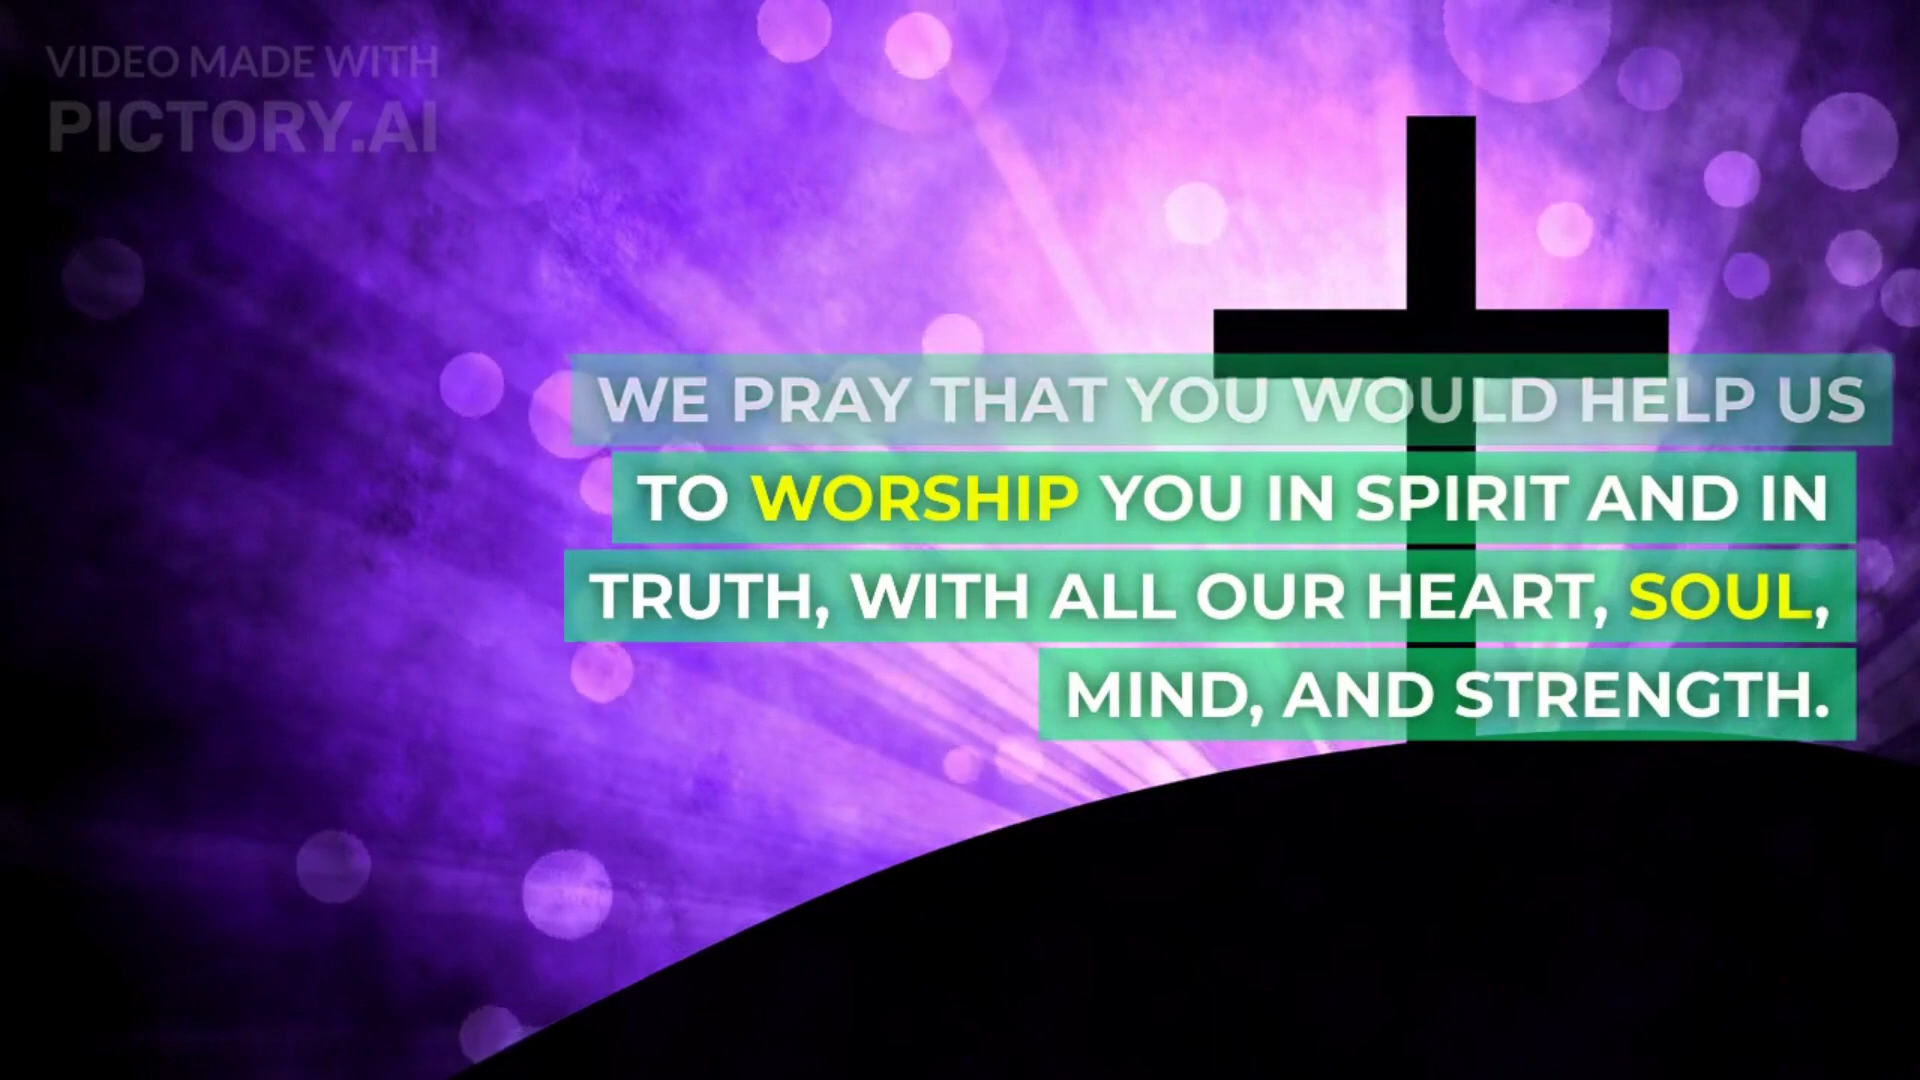 VIDEO MADE WITH
PICTORY.AI
WE PRAY THAT YOU WOULD HELP US
TO WORSHIP YOU IN SPIRIT AND IN
TRUTH, WITH ALL OUR HEART, SOUL,
MIND, AND STRENGTH.